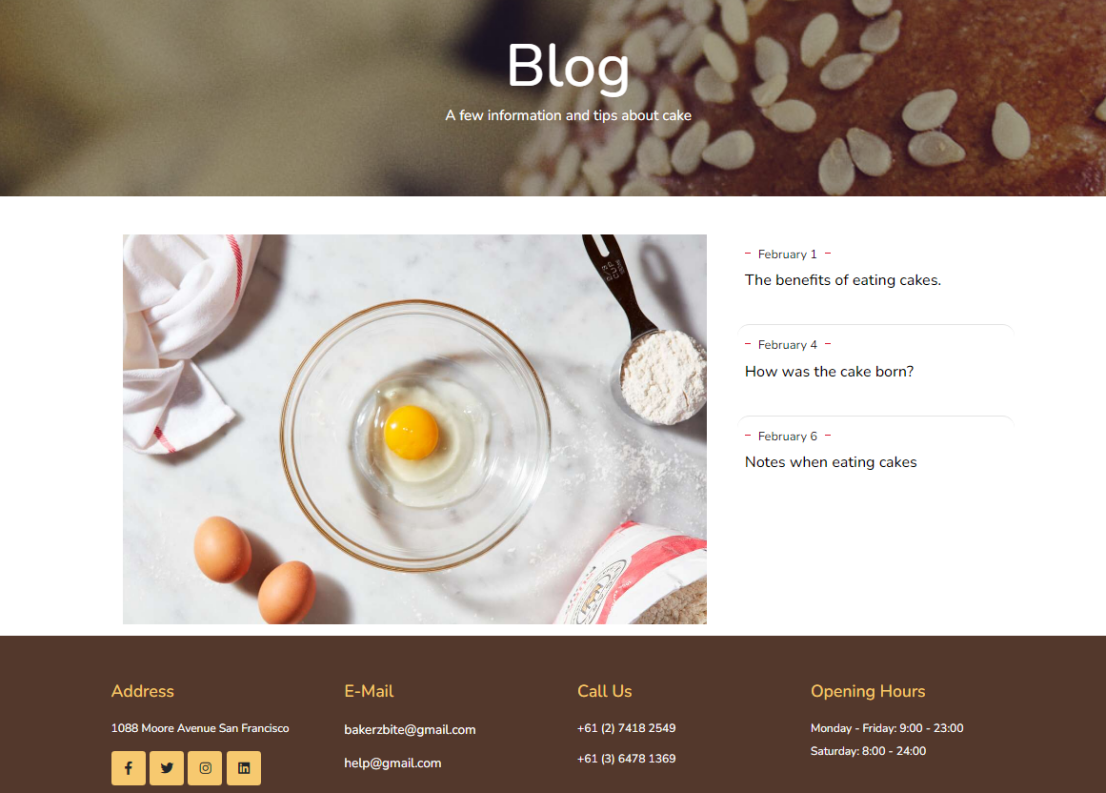 Blog
A few information and tips about cake
– February 1 –
The benefits of eating cakes.
– February 4 –
How was the cake born?
– February 6 –
Notes when eating cakes
Address
1088 Moore Avenue San Francisco
E-Mail
bakerzbite@gmail.com
help@gmail.com
Call Us
+61 (2) 7418 2549
+61 (3) 6478 1369
Opening Hours
Monday - Friday: 9:00 - 23:00
Saturday: 8:00 - 24:00